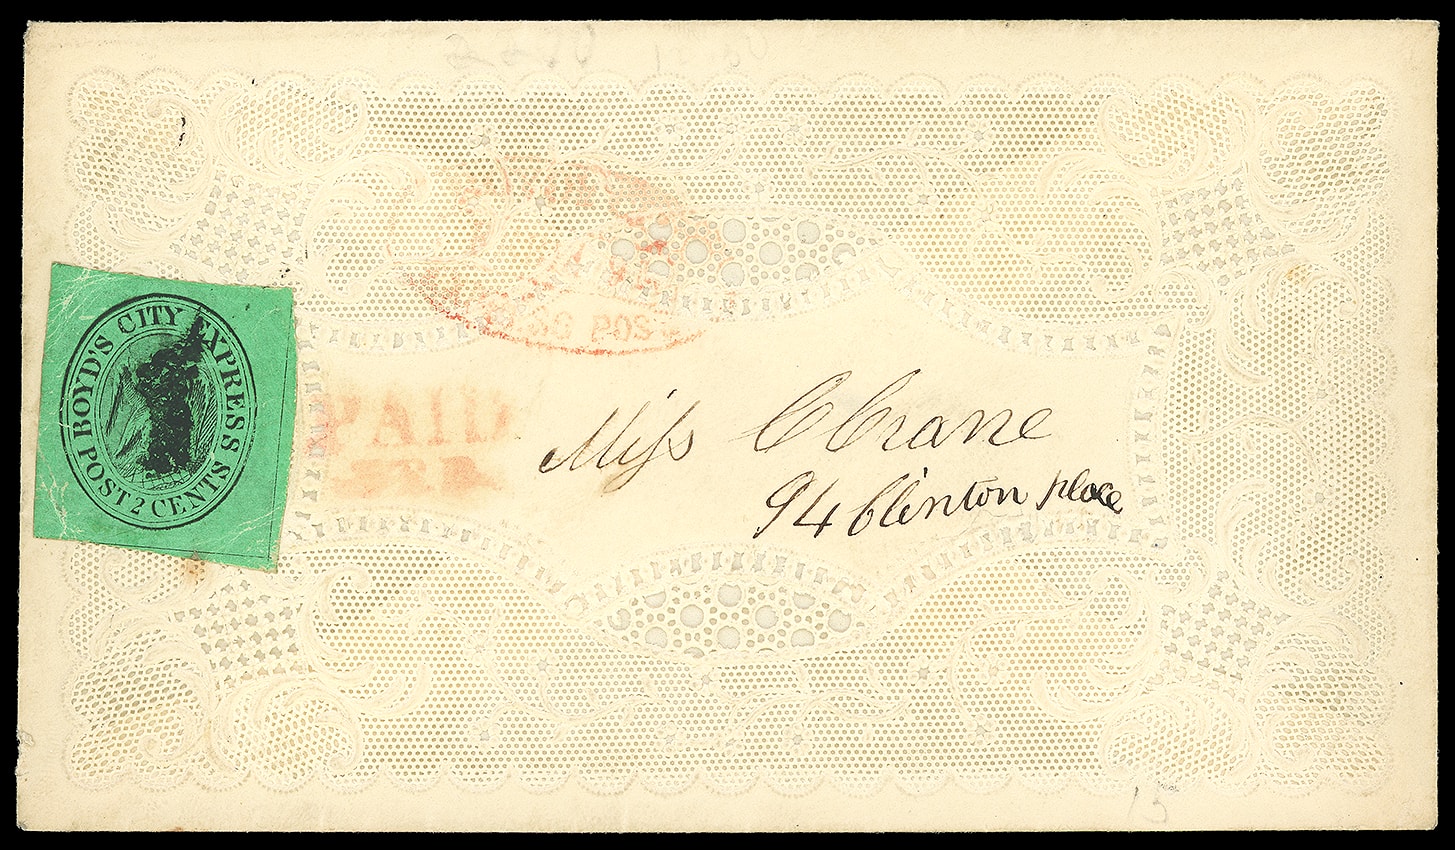 BOYD'S CITY EXPRESS
POST 2 CENTS
PAID
Miss C Crane
94 Clinton place